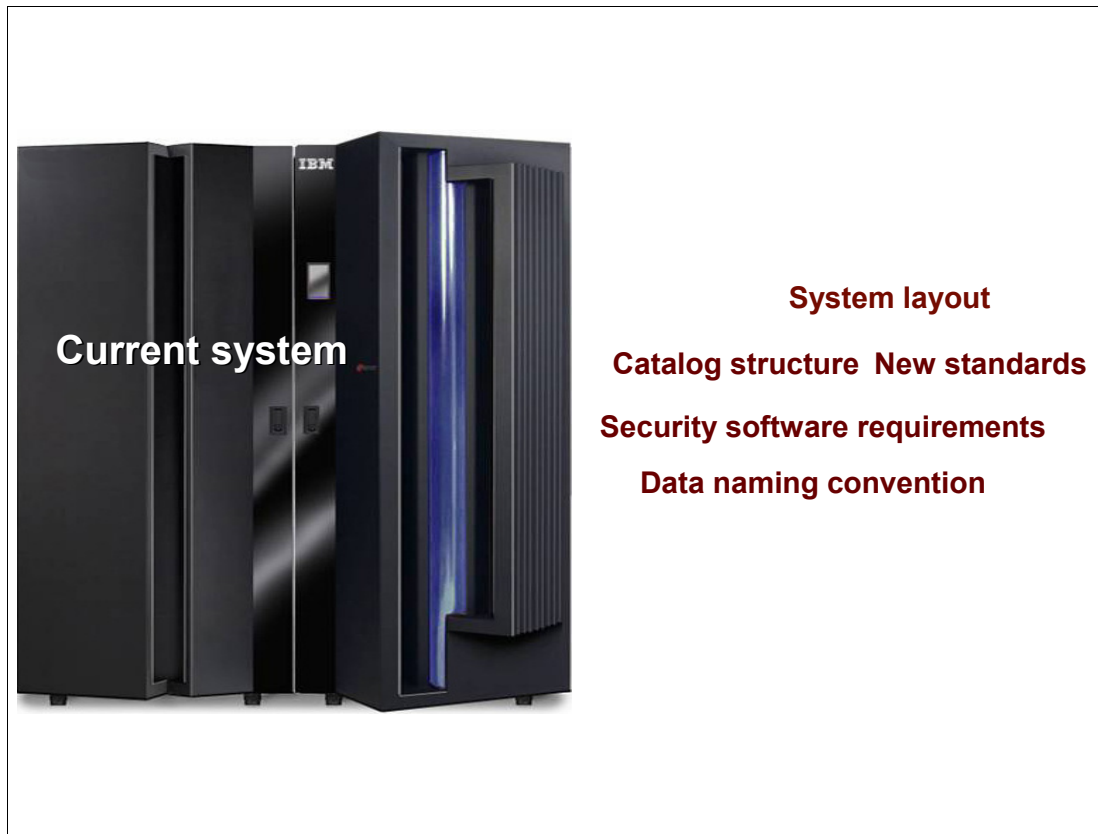 IBM
System layout
Current system
Catalog structure New standards
Security software requirements
Data naming convention